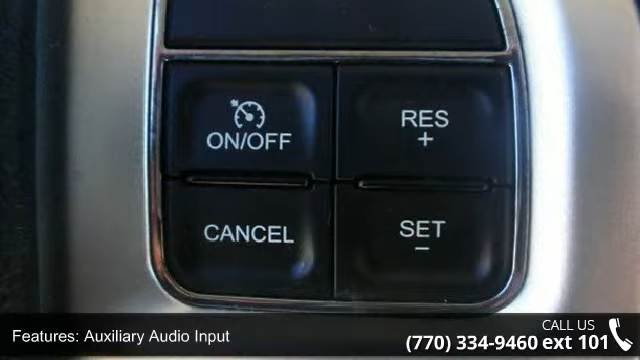 ON/OFF
RES
+
CANCEL
SET
–
Features: Auxiliary Audio Input
CALL US
(770) 334-9460 ext 101